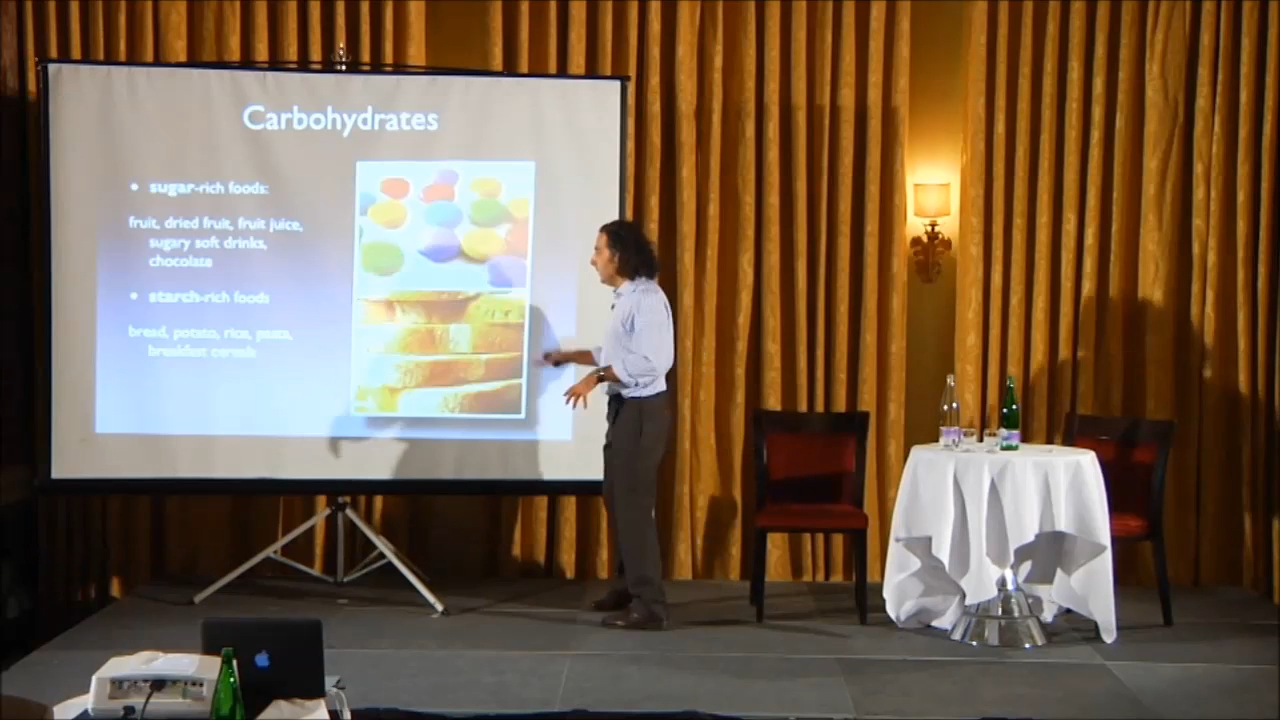 Carbohydrates
• sugar-rich foods:
fruit, dried fruit, fruit juice,
sugary soft drinks,
chocolate
• starch-rich foods
bread, potato, rice, pasta,
breakfast cereals